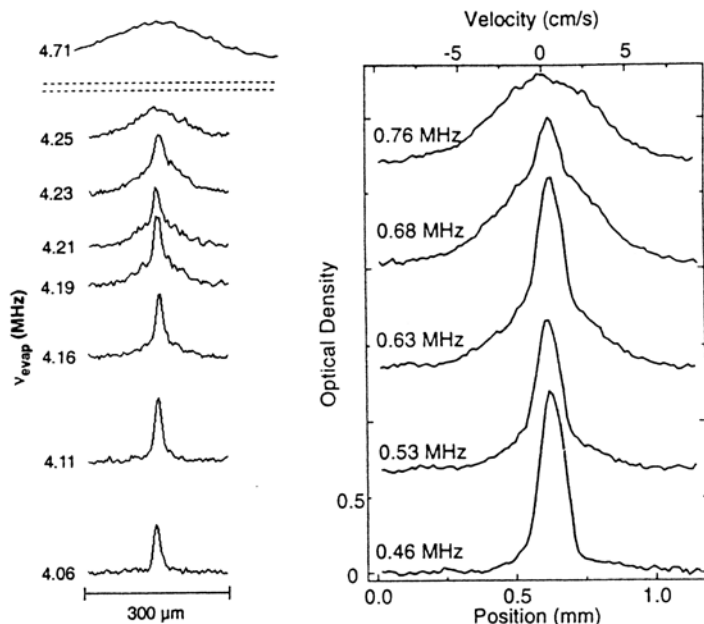 4.71
4.25
4.23
4.21
4.19
4.16
4.11
4.06
νevap (MHz)
300 µm
Velocity (cm/s)
-5 0 5
0.76 MHz
0.68 MHz
0.63 MHz
0.53 MHz
0.46 MHz
Optical Density
0.5
0
0.0 0.5 1.0
Position (mm)